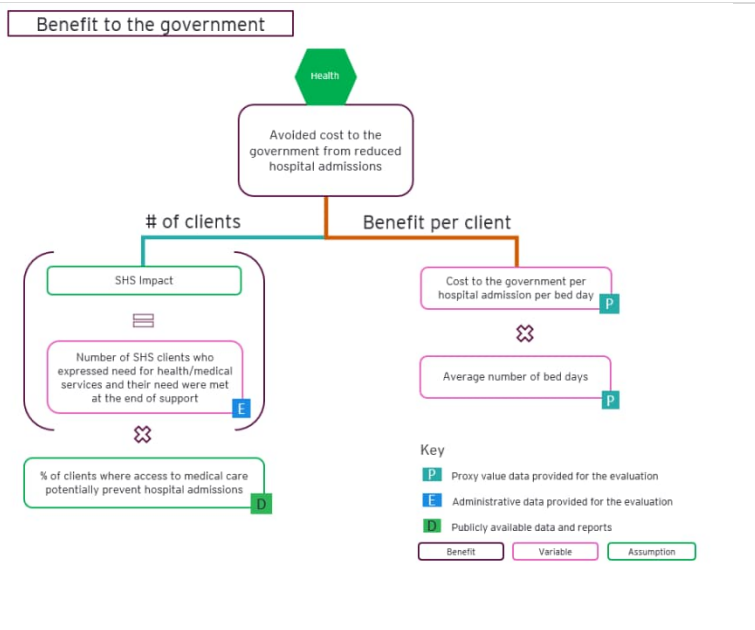 Benefit to the government
Health
Avoided cost to the
government from reduced
hospital admissions
# of clients
Benefit per client
SHS Impact
=
Number of SHS clients who
expressed need for health/medical
services and their need were met
at the end of support
E
% of clients where access to medical care
potentially prevent hospital admissions
D
Cost to the government per
hospital admission per bed day
P
Average number of bed days
P
Key
P Proxy value data provided for the evaluation
E Administrative data provided for the evaluation
D Publicly available data and reports
Benefit Variable Assumption